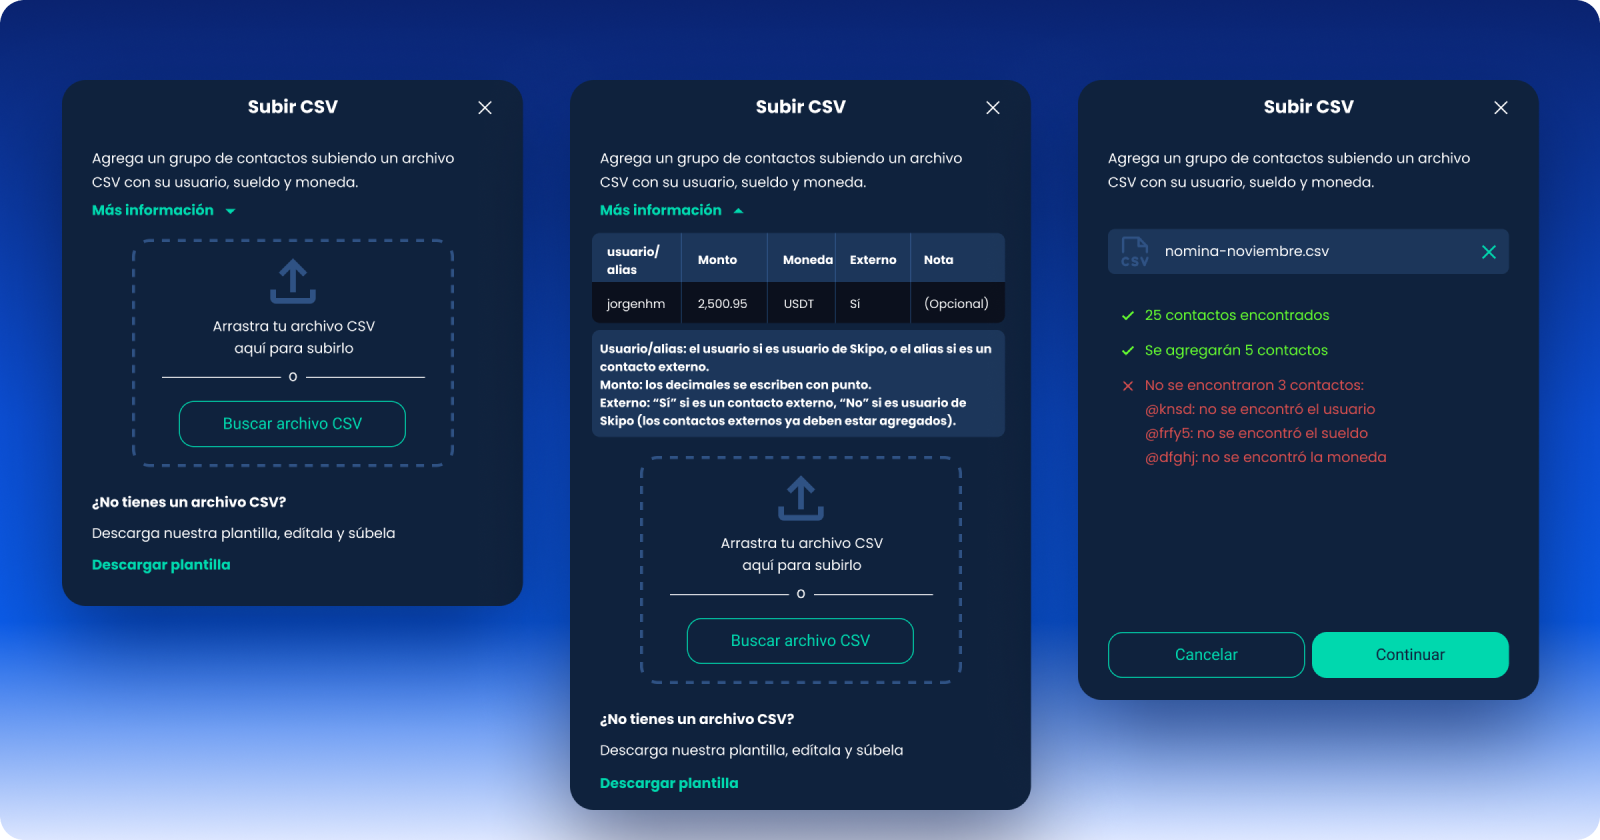 Subir CSV
Agrega un grupo de contactos subiendo un archivo
CSV con su usuario, sueldo y moneda.
Más información
Arrastra tu archivo CSV
aquí para subirlo
o
Buscar archivo CSV
¿No tienes un archivo CSV?
Descarga nuestra plantilla, edítala y súbela
Descargar plantilla
Subir CSV
Agrega un grupo de contactos subiendo un archivo
CSV con su usuario, sueldo y moneda.
Más información
usuario/
alias
Monto
Moneda
Externo
Nota
jorgenhm
2,500.95
USDT
Sí
(Opcional)
Usuario/alias: el usuario si es usuario de Skipo, o el alias si es un
contacto externo.
Monto: los decimales se escriben con punto.
Externo: “Sí” si es un contacto externo, “No” si es usuario de
Skipo (los contactos externos ya deben estar agregados).
Arrastra tu archivo CSV
aquí para subirlo
o
Buscar archivo CSV
¿No tienes un archivo CSV?
Descarga nuestra plantilla, edítala y súbela
Descargar plantilla
Subir CSV
Agrega un grupo de contactos subiendo un archivo
CSV con su usuario, sueldo y moneda.
CSV
nomina-noviembre.csv
25 contactos encontrados
Se agregarán 5 contactos
No se encontraron 3 contactos:
@knsd: no se encontró el usuario
@frfy5: no se encontró el sueldo
@dfghj: no se encontró la moneda
Cancelar
Continuar